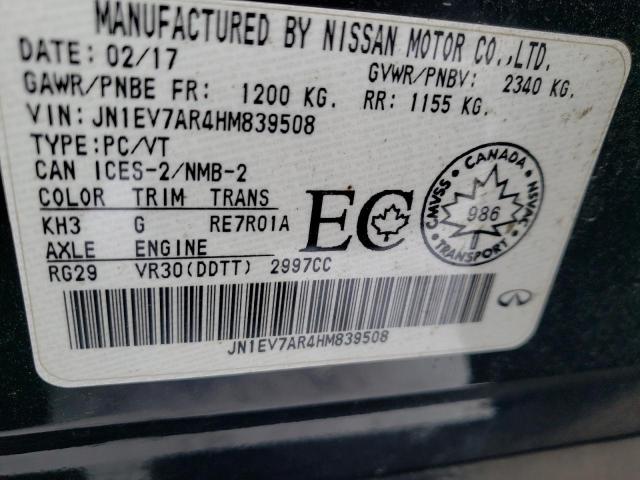 MANUFACTURED BY NISSAN MOTOR CO.,LTD.
DATE: 02/17
GVWR/PNBV: 2340 KG.
GAWR/PNBE FR: 1200 KG. RR: 1155 KG.
VIN: JN1EV7AR4HM839508
TYPE:PC/VT
CAN ICES-2/NMB-2
COLOR TRIM TRANS
KH3 G RE7R01A
AXLE ENGINE
RG29 VR30(DDTT) 2997CC
EC
CANADA
CMVSS 986 NSVAC
TRANSPORT
JN1EV7AR4HM839508